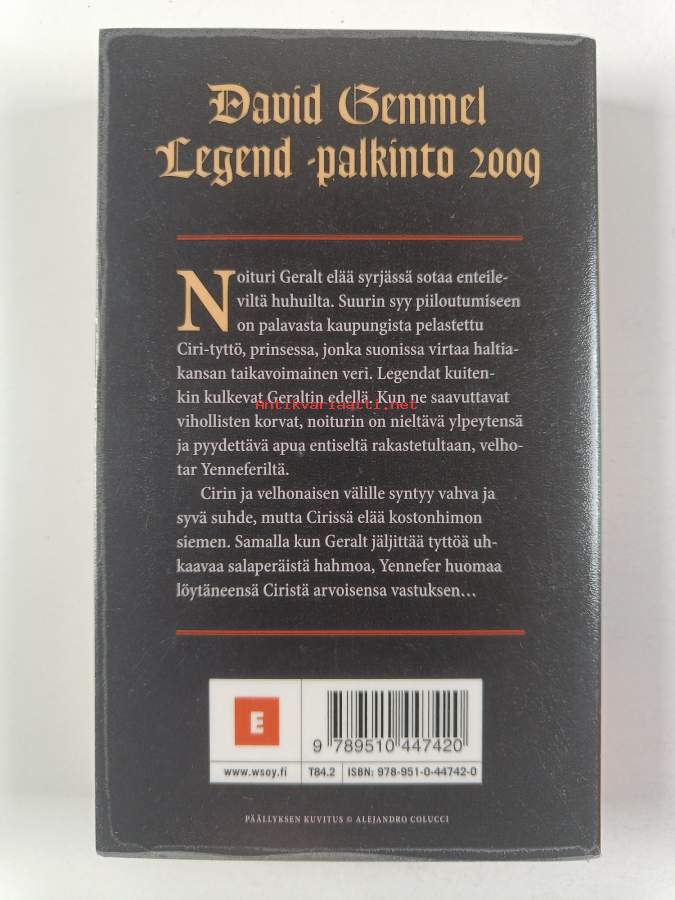 David Gemmel
Legend -palkinto 2009
Noituri Geralt elää syrjässä sotaa enteile-
viltä huhuilta. Suurin syy piiloutumiseen
on palavasta kaupungista pelastettu
Ciri-tyttö, prinsessa, jonka suonissa virtaa haltia-
kansan taikavoimainen veri. Legendat kuiten-
kin kulkevat Geraltin edellä. Kun ne saavuttavat
Antikvariaatti.net
vihollisten korvat, noiturin on nieltävä ylpeytensä
ja pyydettävä apua entiseltä rakastetultaan, velho-
tar Yenneferiltä.
Cirin ja velhonaisen välille syntyy vahva ja
syvä suhde, mutta Cirissä elää kostonhimon
siemen. Samalla kun Geralt jäljittää tyttöä uh-
kaavaa salaperäistä hahmoa, Yennefer huomaa
löytäneensä Ciristä arvoisensa vastuksen...
E
9 789510 447420
www.wsoy.fi T84.2 ISBN: 978-951-0-44742-0
PÄÄLLYKSEN KUVITUS © ALEJANDRO COLUCCI